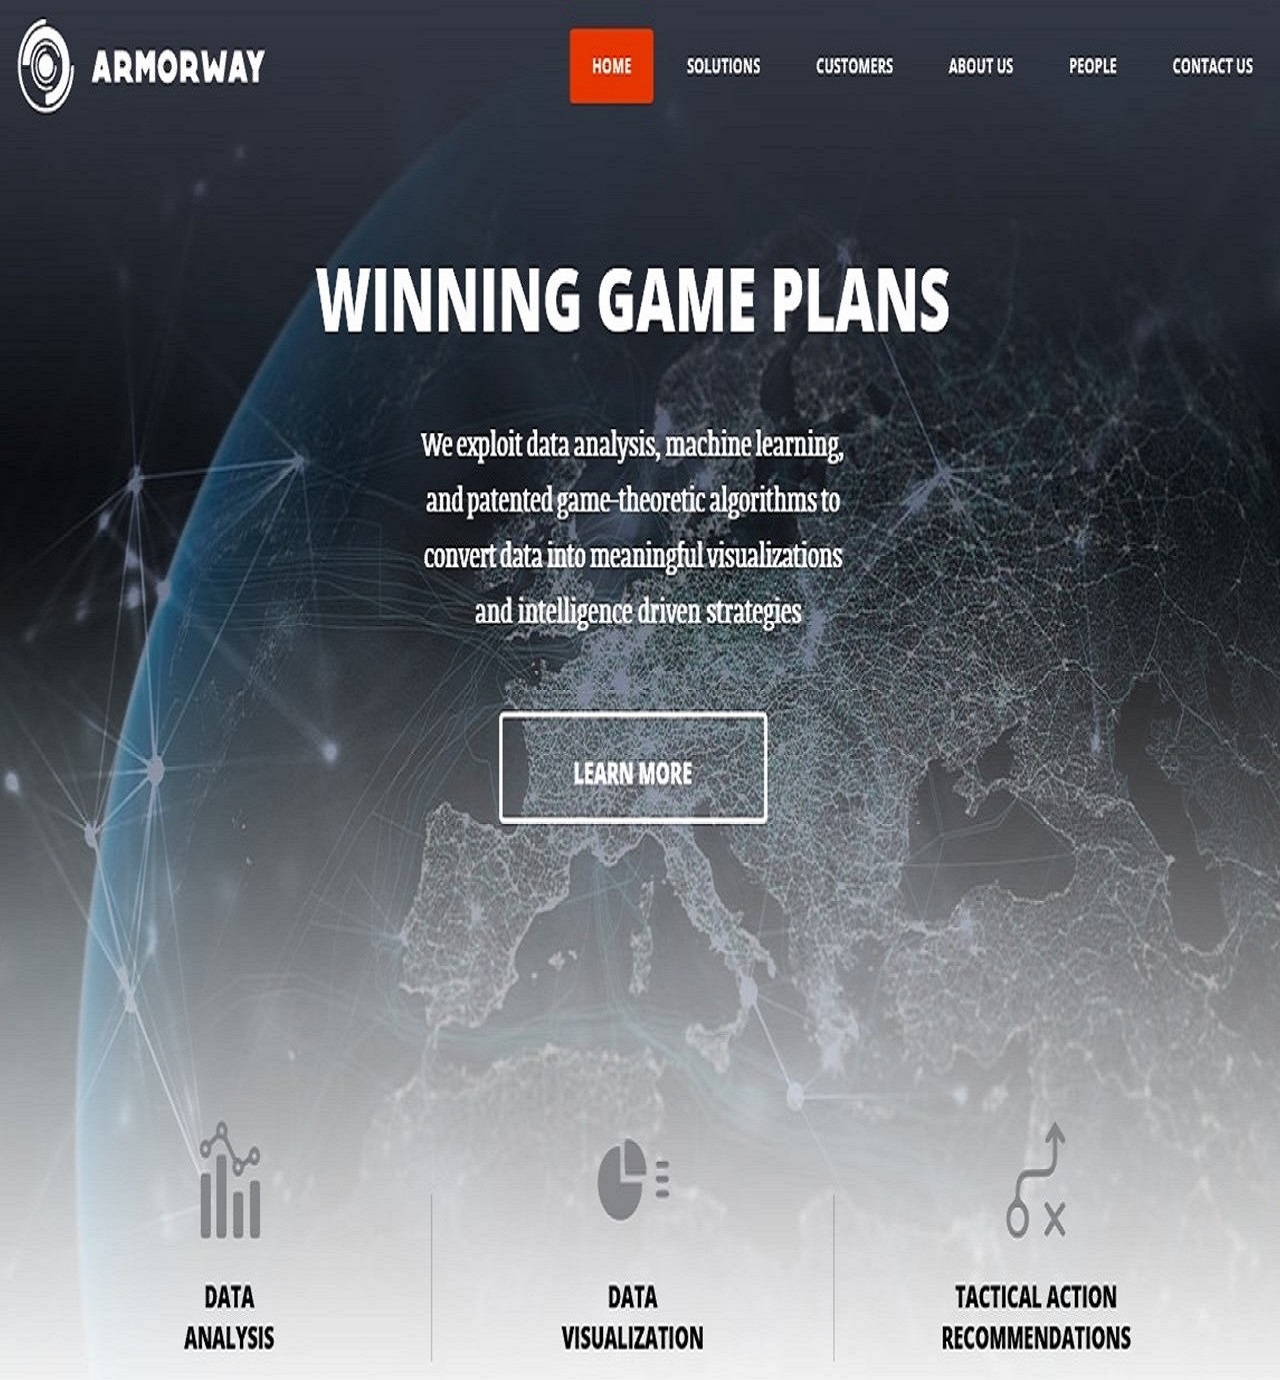 ARMORWAY
HOME SOLUTIONS CUSTOMERS ABOUT US PEOPLE CONTACT US
WINNING GAME PLANS
We exploit data analysis, machine learning,
and patented game-theoretic algorithms to
convert data into meaningful visualizations
and intelligence driven strategies
LEARN MORE
DATA
ANALYSIS
DATA
VISUALIZATION
TACTICAL ACTION
RECOMMENDATIONS